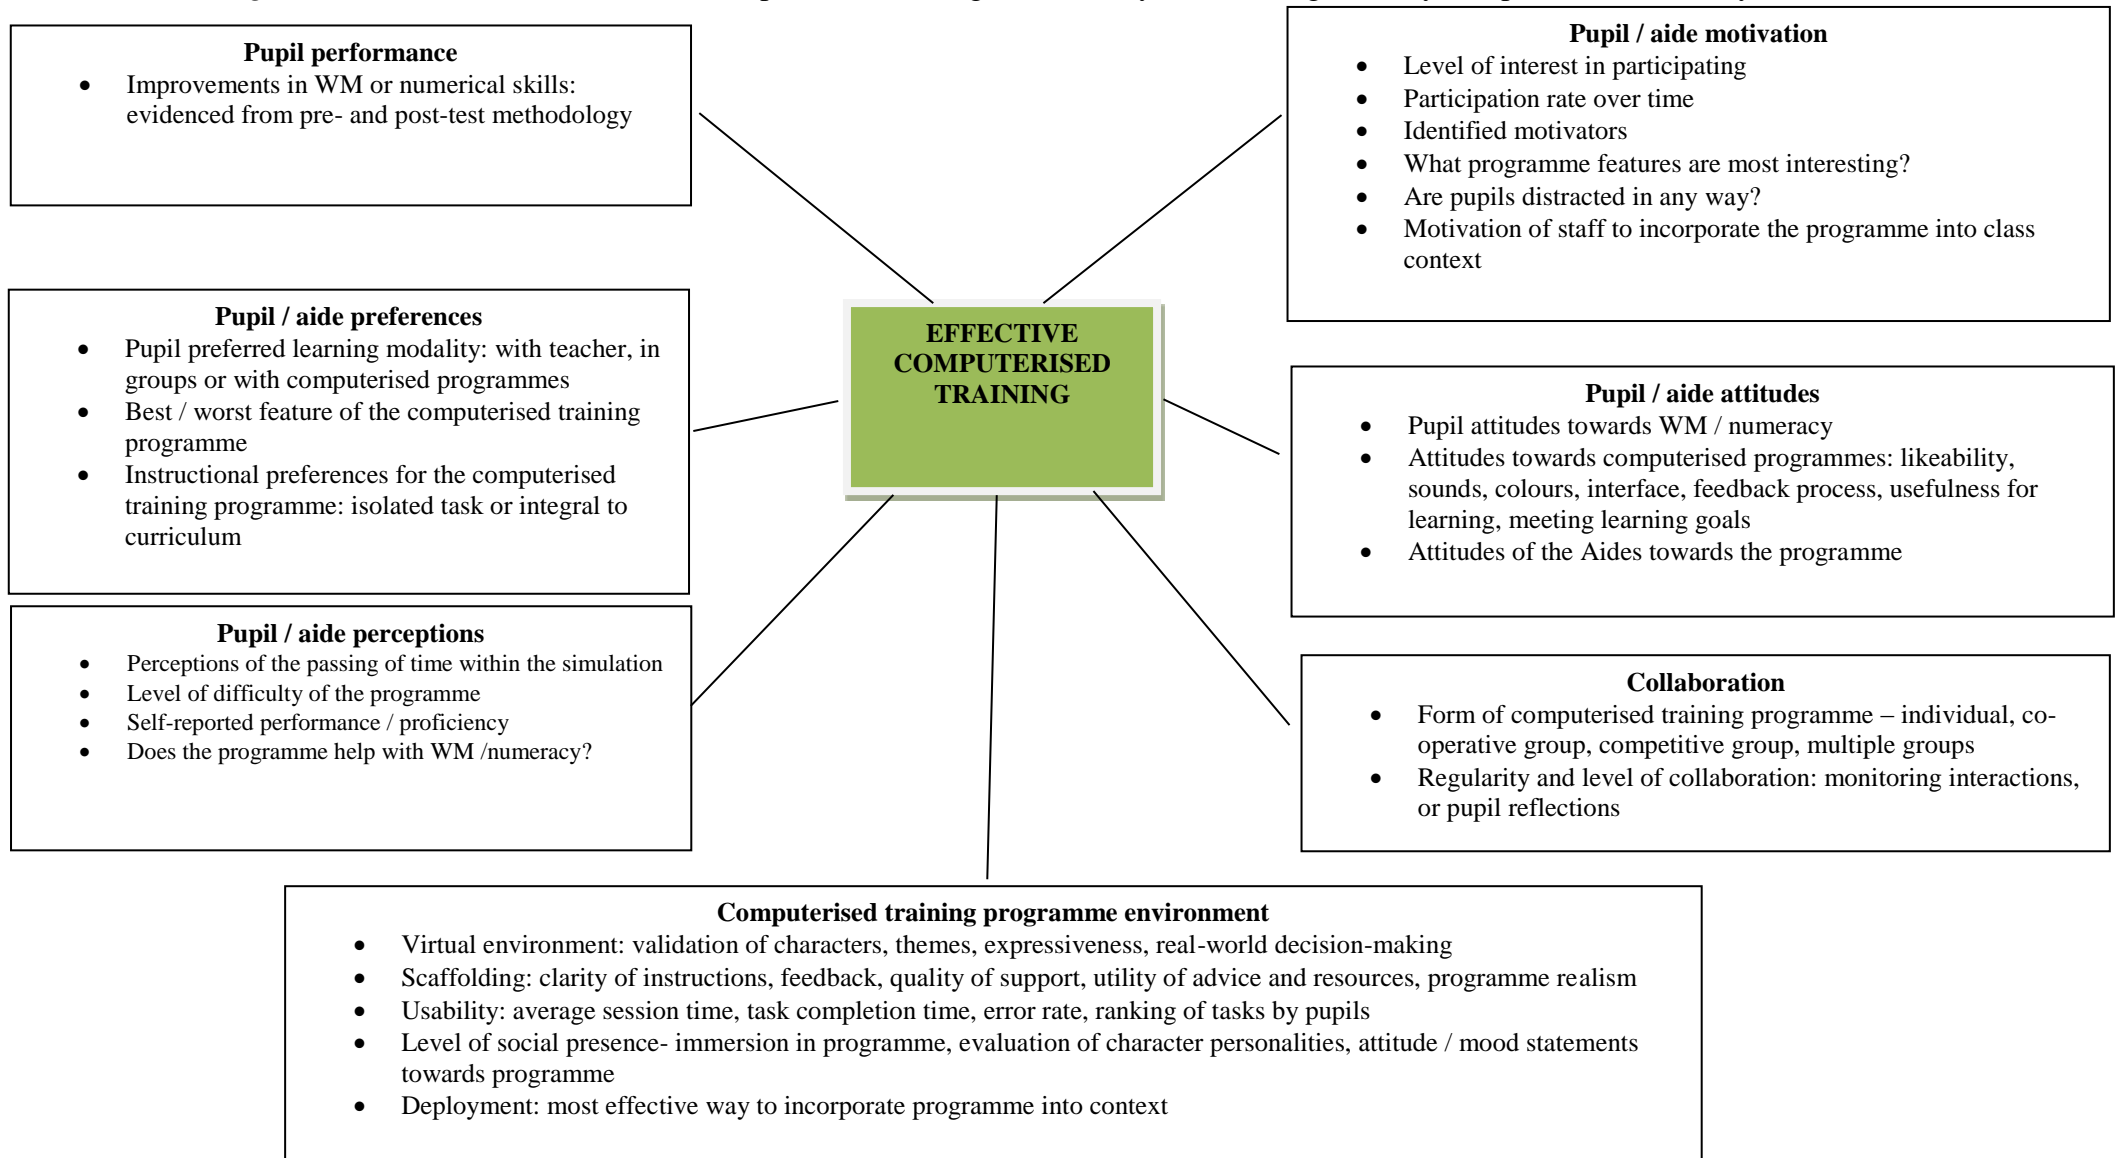 Pupil performance
• Improvements in WM or numerical skills:
evidenced from pre- and post-test methodology
Pupil / aide motivation
• Level of interest in participating
• Participation rate over time
• Identified motivators
• What programme features are most interesting?
• Are pupils distracted in any way?
• Motivation of staff to incorporate the programme into class
context
Pupil / aide preferences
• Pupil preferred learning modality: with teacher, in
groups or with computerised programmes
• Best / worst feature of the computerised training
programme
• Instructional preferences for the computerised
training programme: isolated task or integral to
curriculum
EFFECTIVE
COMPUTERISED
TRAINING
Pupil / aide attitudes
• Pupil attitudes towards WM / numeracy
• Attitudes towards computerised programmes: likeability,
sounds, colours, interface, feedback process, usefulness for
learning, meeting learning goals
• Attitudes of the Aides towards the programme
Pupil / aide perceptions
• Perceptions of the passing of time within the simulation
• Level of difficulty of the programme
• Self-reported performance / proficiency
• Does the programme help with WM /numeracy?
Collaboration
• Form of computerised training programme – individual, co-
operative group, competitive group, multiple groups
• Regularity and level of collaboration: monitoring interactions,
or pupil reflections
Computerised training programme environment
• Virtual environment: validation of characters, themes, expressiveness, real-world decision-making
• Scaffolding: clarity of instructions, feedback, quality of support, utility of advice and resources, programme realism
• Usability: average session time, task completion time, error rate, ranking of tasks by pupils
• Level of social presence- immersion in programme, evaluation of character personalities, attitude / mood statements
towards programme
• Deployment: most effective way to incorporate programme into context